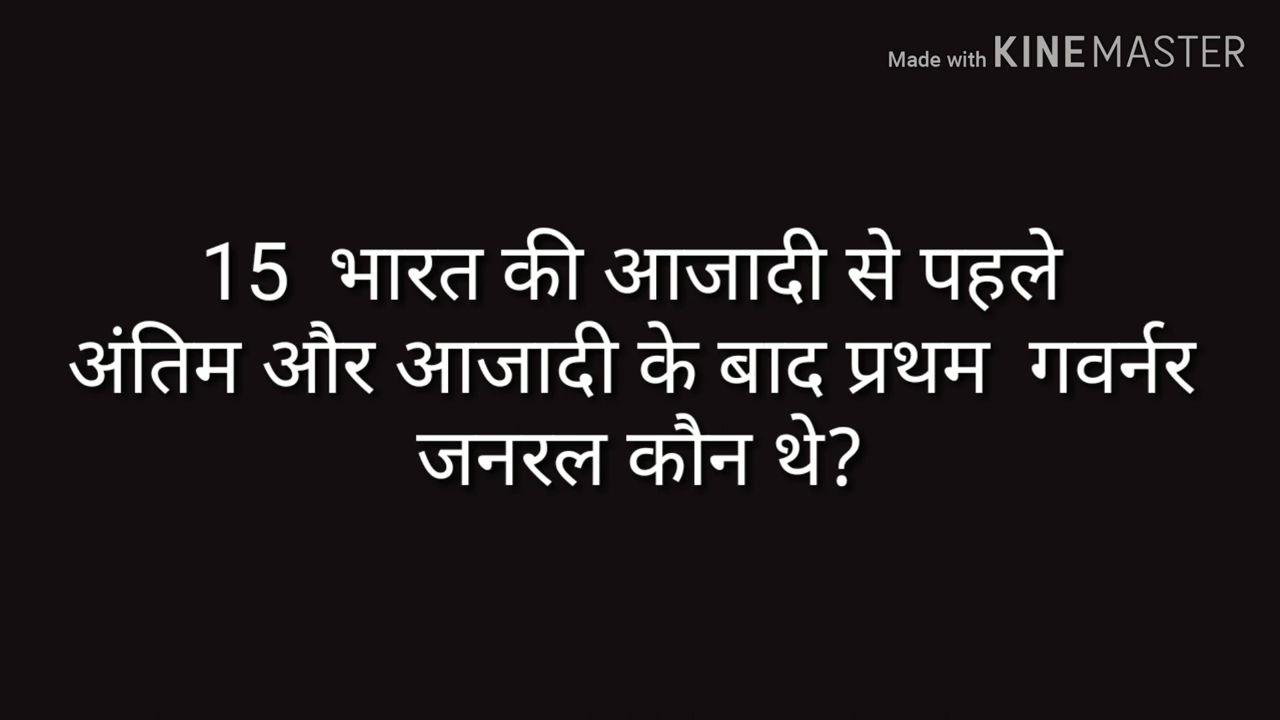 Made with KINEMASTER
15 भारत की आजादी से पहले
अंतिम और आजादी के बाद प्रथम गवर्नर
जनरल कौन थे?